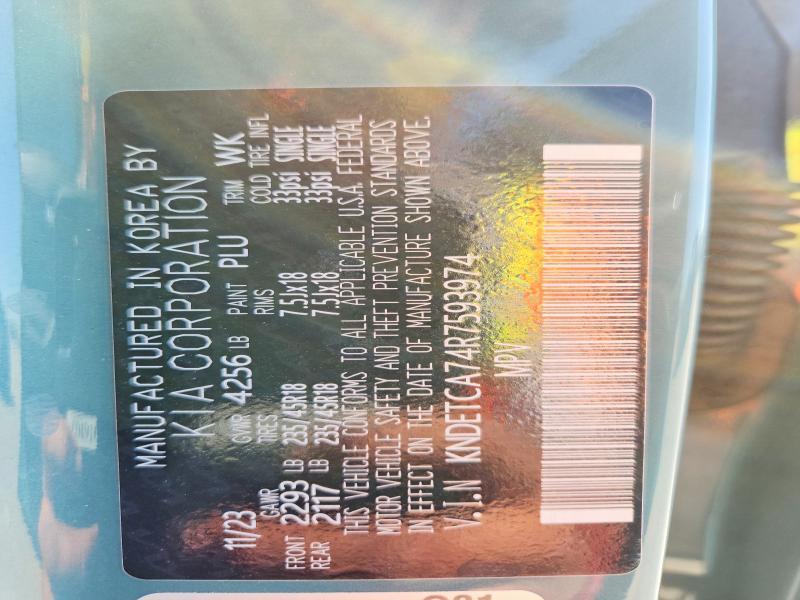 MANUFACTURED IN KOREA BY
KIA CORPORATION
11/23 GVWR 4256 LB PAINT PLU TRIM WK
GAWR TIRES RIMS COLD TIRE INFL
FRONT 2293 LB 235/45R18 7.5Jx18 33psi SINGLE
REAR 2117 LB 235/45R18 7.5Jx18 33psi SINGLE
THIS VEHICLE CONFORMS TO ALL APPLICABLE U.S.A. FEDERAL
MOTOR VEHICLE SAFETY AND THEFT PREVENTION STANDARDS
IN EFFECT ON THE DATE OF MANUFACTURE SHOWN ABOVE.
V.I.N KNDETCA74R7593974
MPV